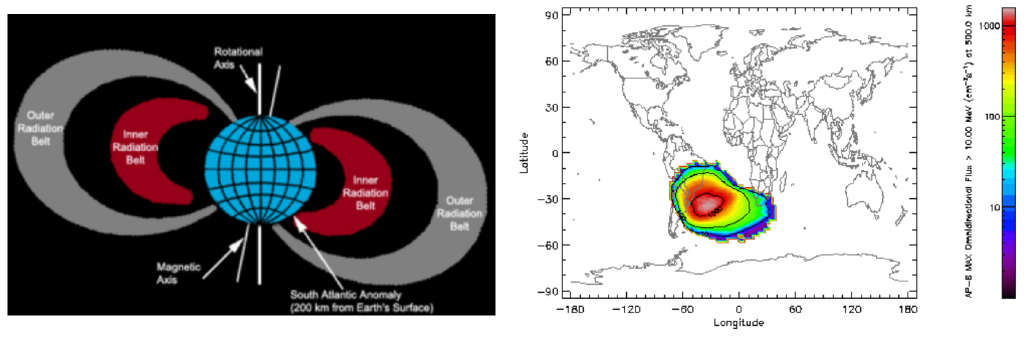 Rotational
Axis
Outer
Radiation
Belt
Inner
Radiation
Belt
Inner
Radiation
Belt
Outer
Radiation
Belt
Magnetic
Axis
South Atlantic Anomaly
(200 km from Earth's Surface)
90
60
30
0
-30
-60
-90
Latitude
-180
-120
-60
0
60
120
180
Longitude
1000
100
10
AP-8 MAX Omnidirectional Flux > 10.00 MeV (cm⁻²s⁻¹) at 500.0 km